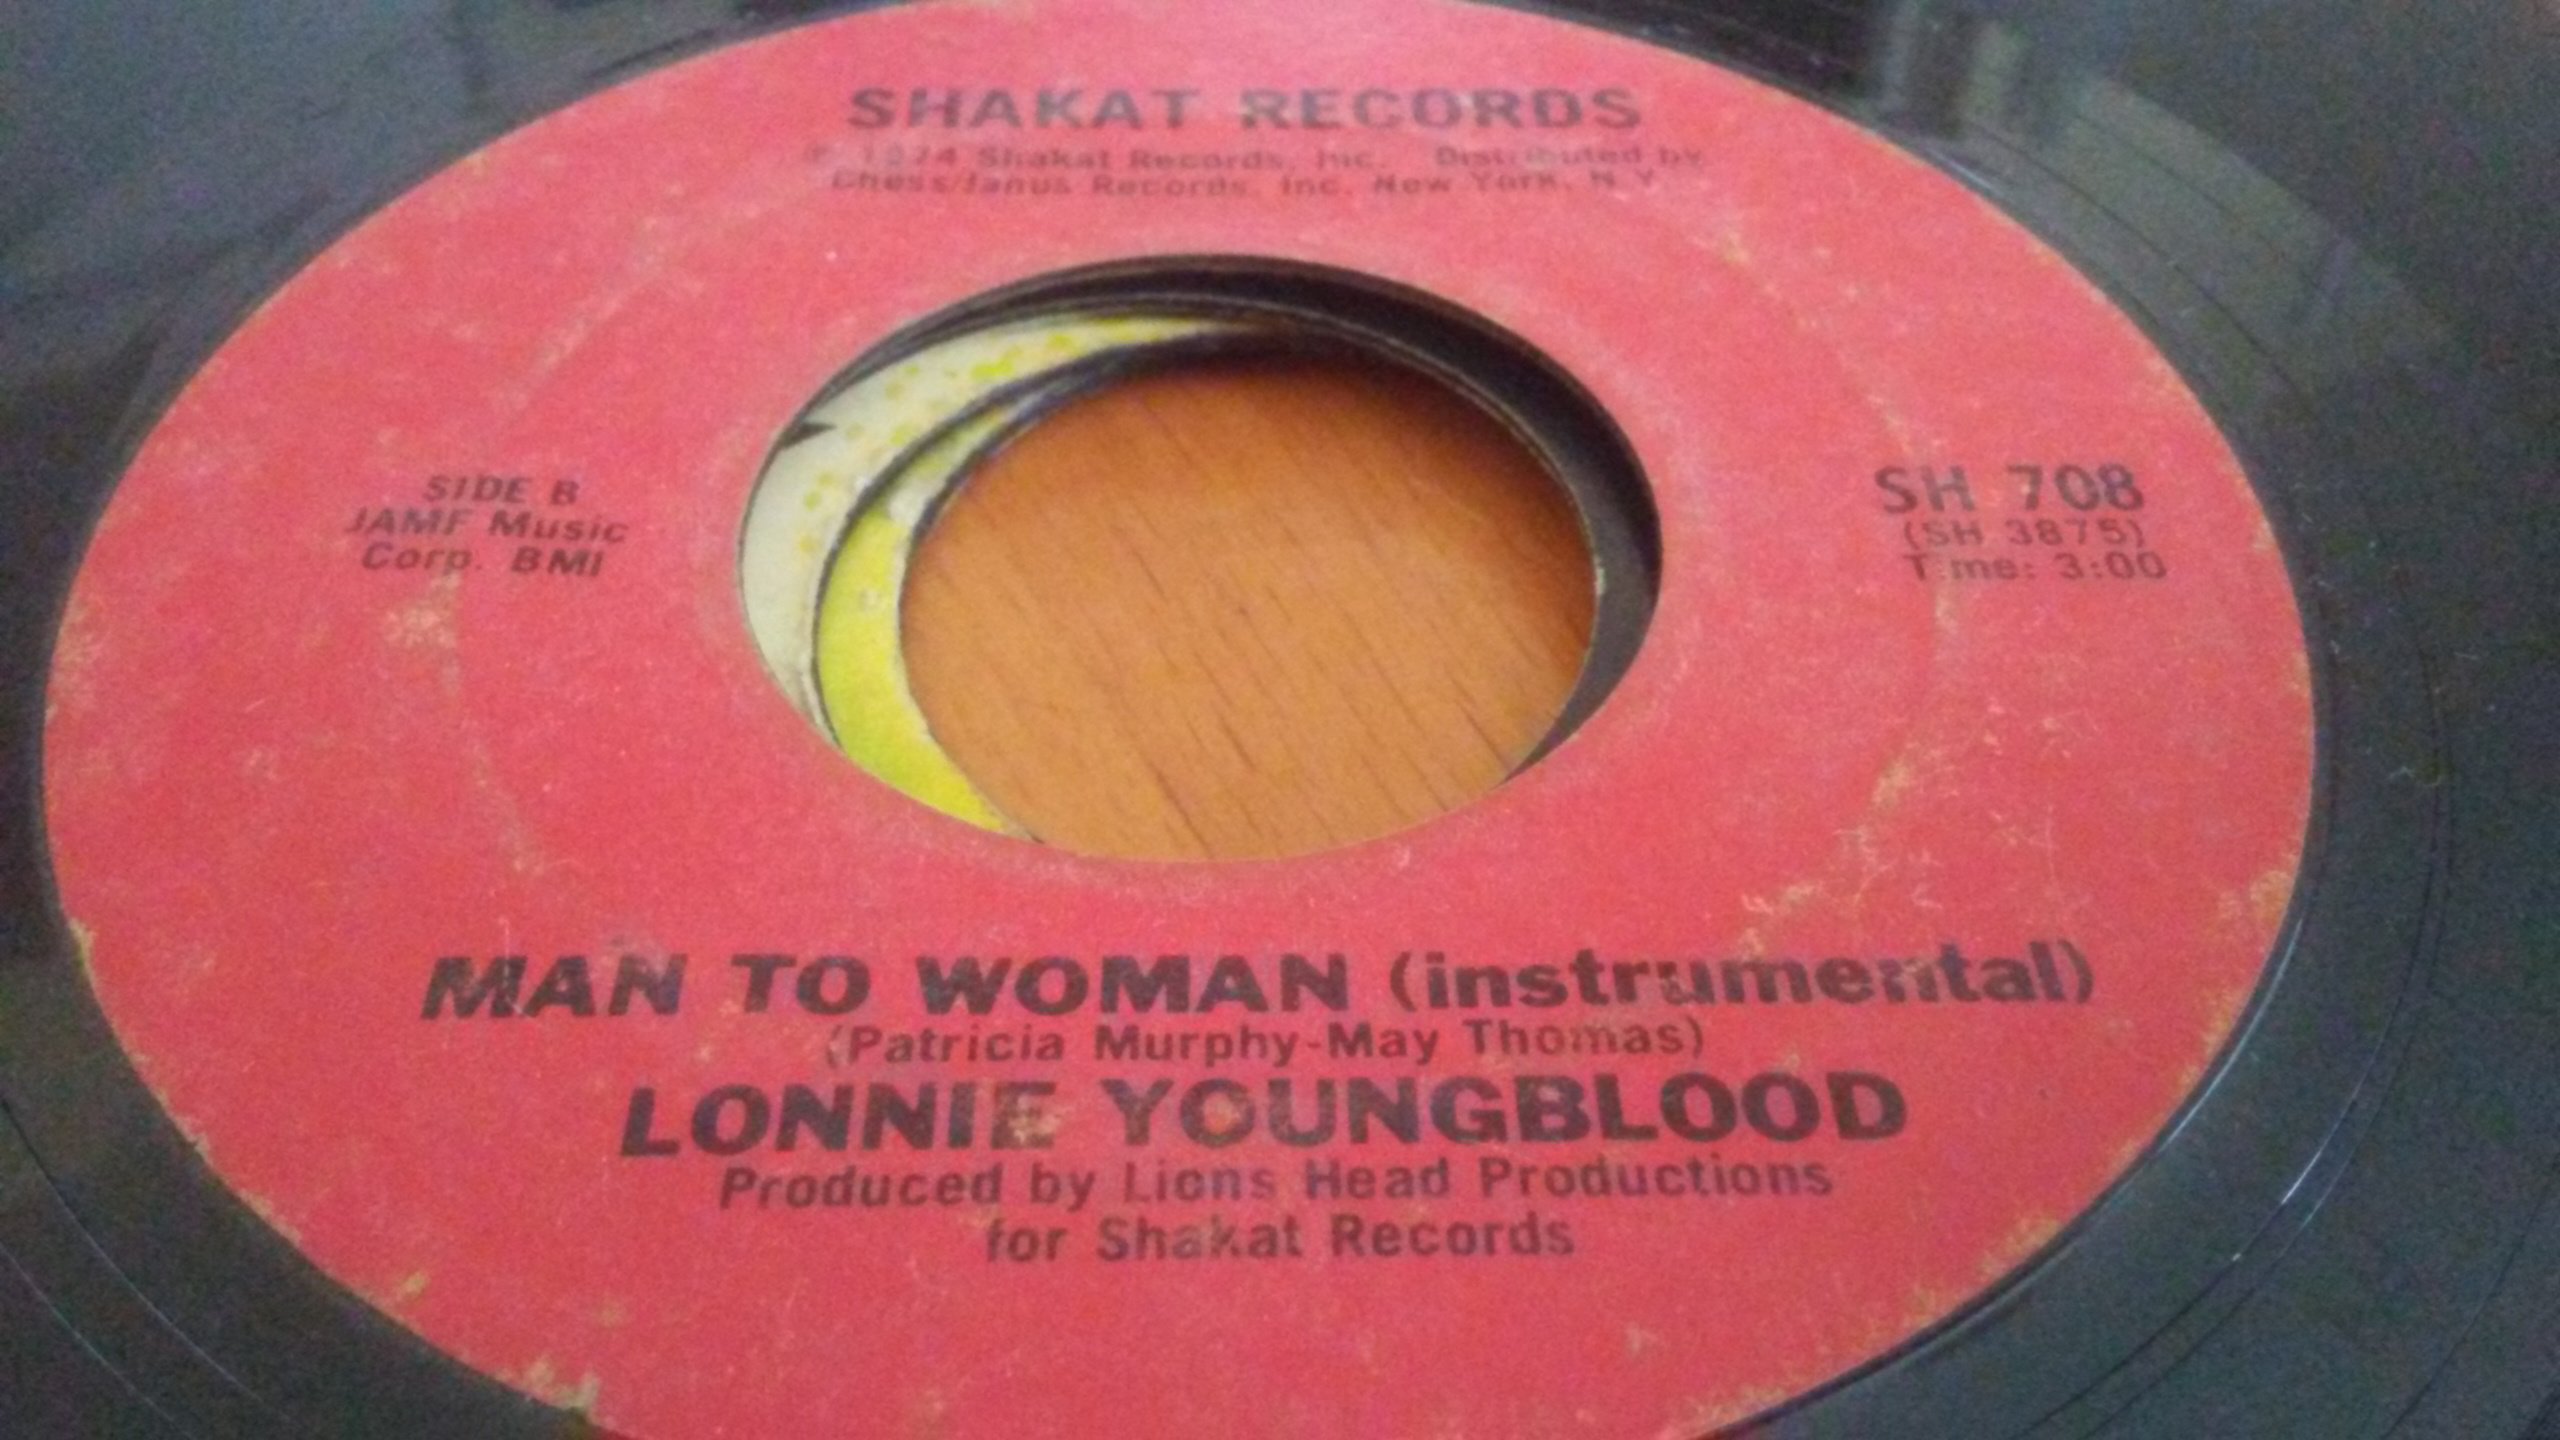 SHAKAT RECORDS
℗ 1974 Shakat Records, Inc. Distributed by
Chess/Janus Records, Inc. New York, N.Y.
SIDE B
JAMF Music
Corp. BMI
SH 708
(SH 3875)
Time: 3:00
MAN TO WOMAN (instrumental)
(Patricia Murphy-May Thomas)
LONNIE YOUNGBLOOD
Produced by Lions Head Productions
for Shakat Records